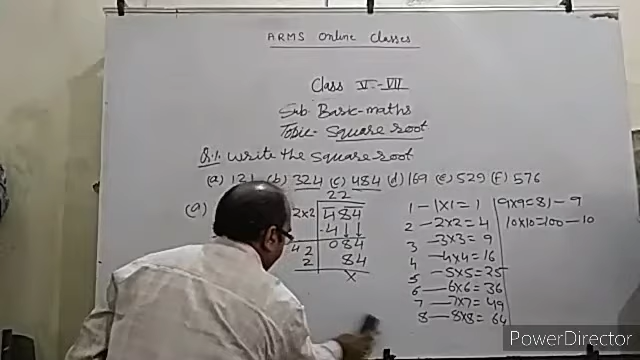 ARMS Online Classes
Class V-VII
Sub: Basic-maths
Topic- Square root
Q.1. Write the square root
(a) 121 (b) 324 (c) 484 (d) 169 (e) 529 (f) 576
(a)
22
2x2 484
-4↓↓
42 084
2 84
x
1 - 1x1 = 1
2 - 2x2 = 4
3 - 3x3 = 9
4 - 4x4 = 16
5 - 5x5 = 25
6 - 6x6 = 36
7 - 7x7 = 49
8 - 8x8 = 64
9x9 = 81 - 9
10x10 = 100 - 10
PowerDirector